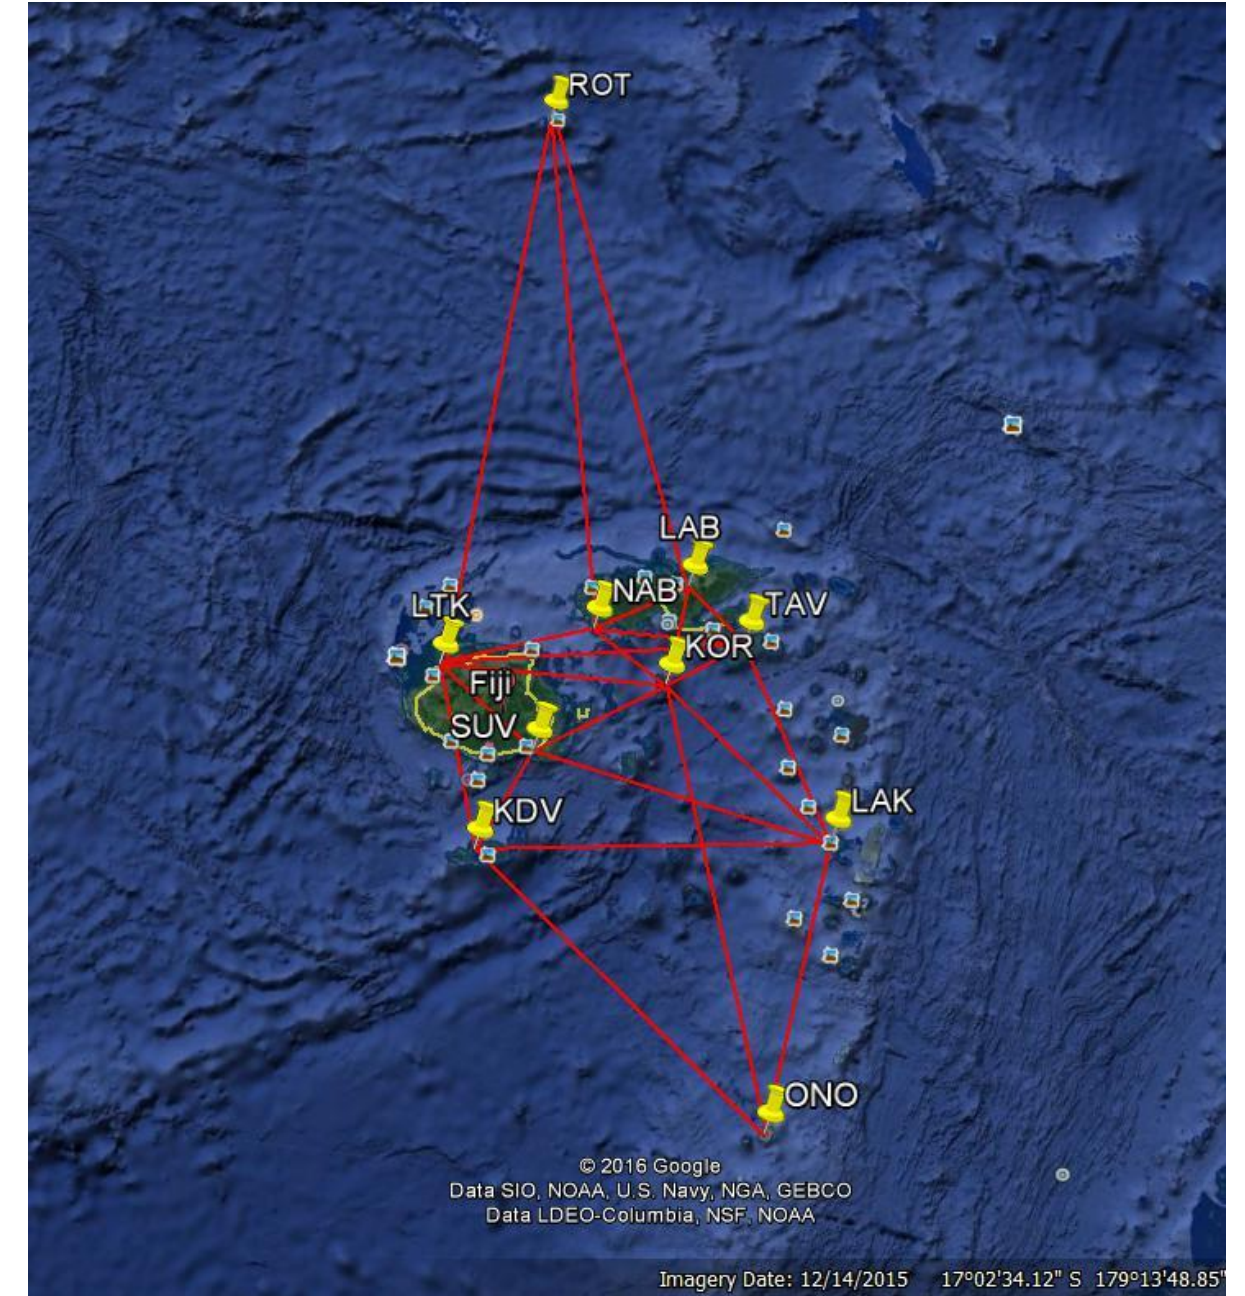 ROT
LAB
NAB
TAV
LTK
KOR
Fiji
SUV
LAK
KDV
ONO
© 2016 Google
Data SIO, NOAA, U.S. Navy, NGA, GEBCO
Data LDEO-Columbia, NSF, NOAA
Imagery Date: 12/14/2015 17°02'34.12" S 179°13'48.85"